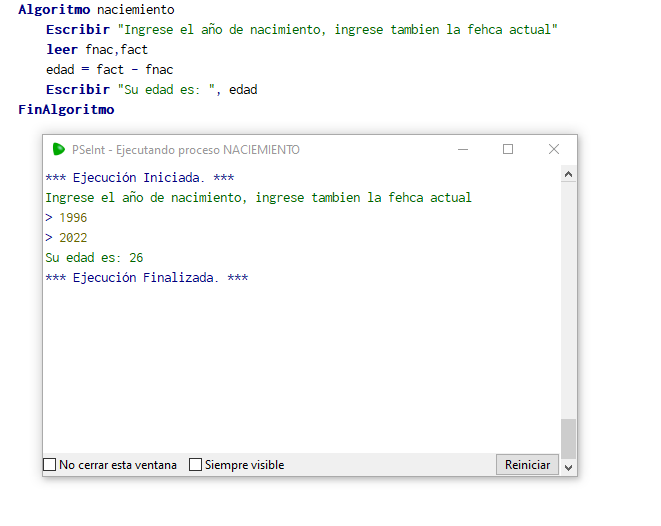 Algoritmo naciemiento
Escribir "Ingrese el año de nacimiento, ingrese tambien la fehca actual"
leer fnac,fact
edad = fact - fnac
Escribir "Su edad es: ", edad
FinAlgoritmo
PSeInt - Ejecutando proceso NACIEMIENTO
*** Ejecución Iniciada. ***
Ingrese el año de nacimiento, ingrese tambien la fehca actual
> 1996
> 2022
Su edad es: 26
*** Ejecución Finalizada. ***
No cerrar esta ventana Siempre visible Reiniciar